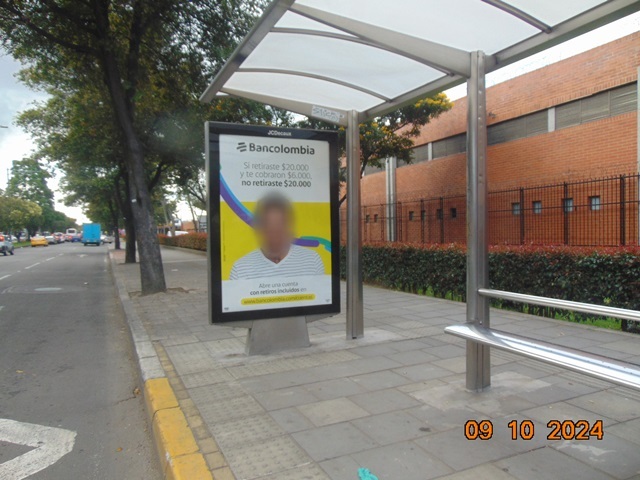 JCDecaux
Bancolombia
Si retiraste $20.000
y te cobraron $6.000,
no retiraste $20.000
Abre una cuenta
con retiros incluidos en
09 10 2024